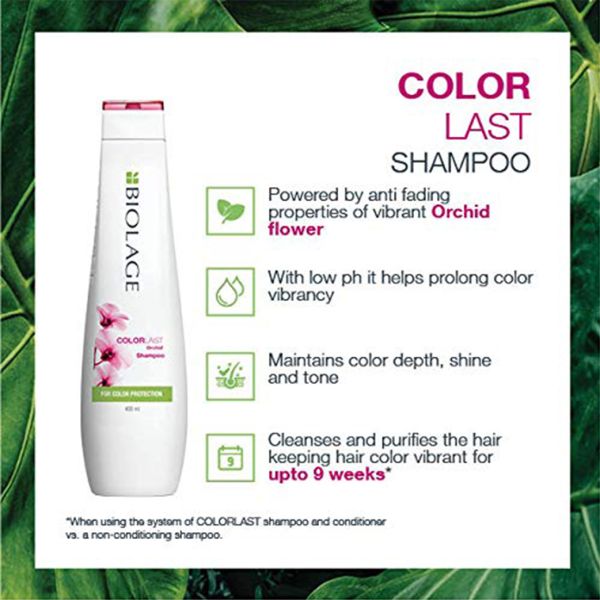 COLOR
LAST
SHAMPOO
BIOLAGE
COLORLAST
Orchid
Shampoo
FOR COLOR PROTECTION
400 ml
Powered by anti fading
properties of vibrant Orchid
flower
With low ph it helps prolong color
vibrancy
Maintains color depth, shine
and tone
9
Cleanses and purifies the hair
keeping hair color vibrant for
upto 9 weeks*
*When using the system of COLORLAST shampoo and conditioner
vs. a non-conditioning shampoo.